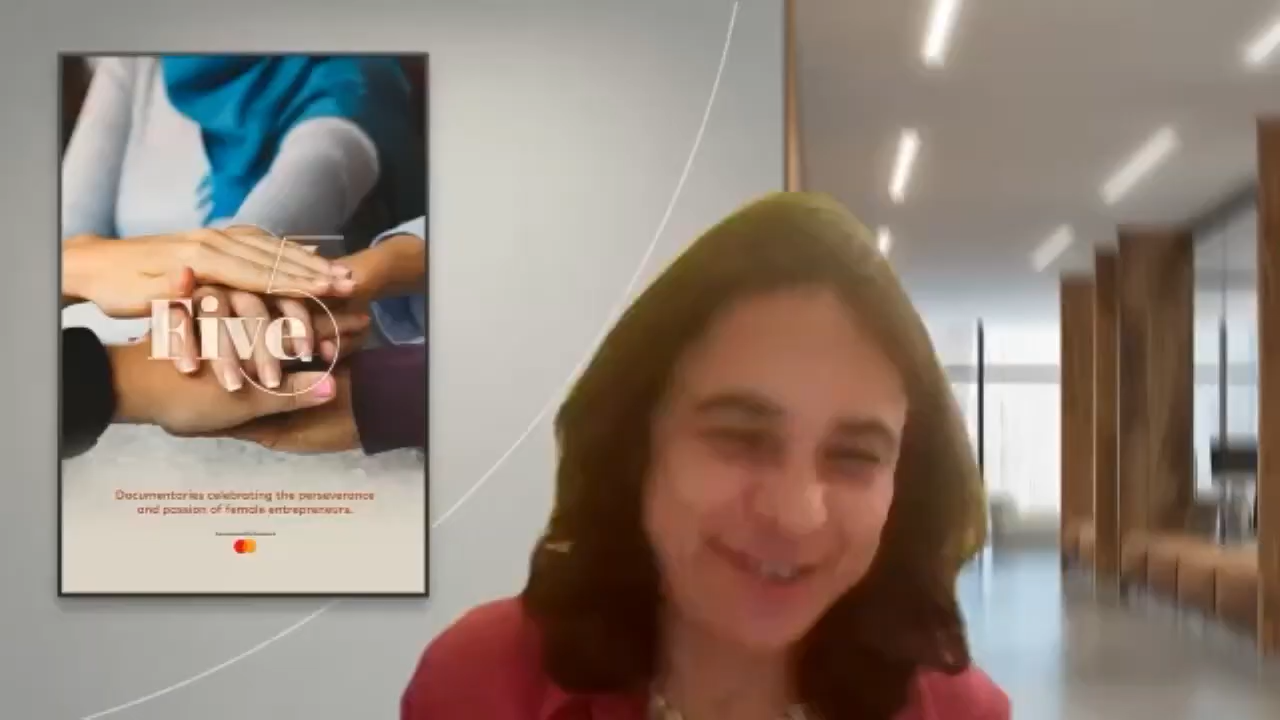 Five
Documentaries celebrating the perseverance
and passion of female entrepreneurs.